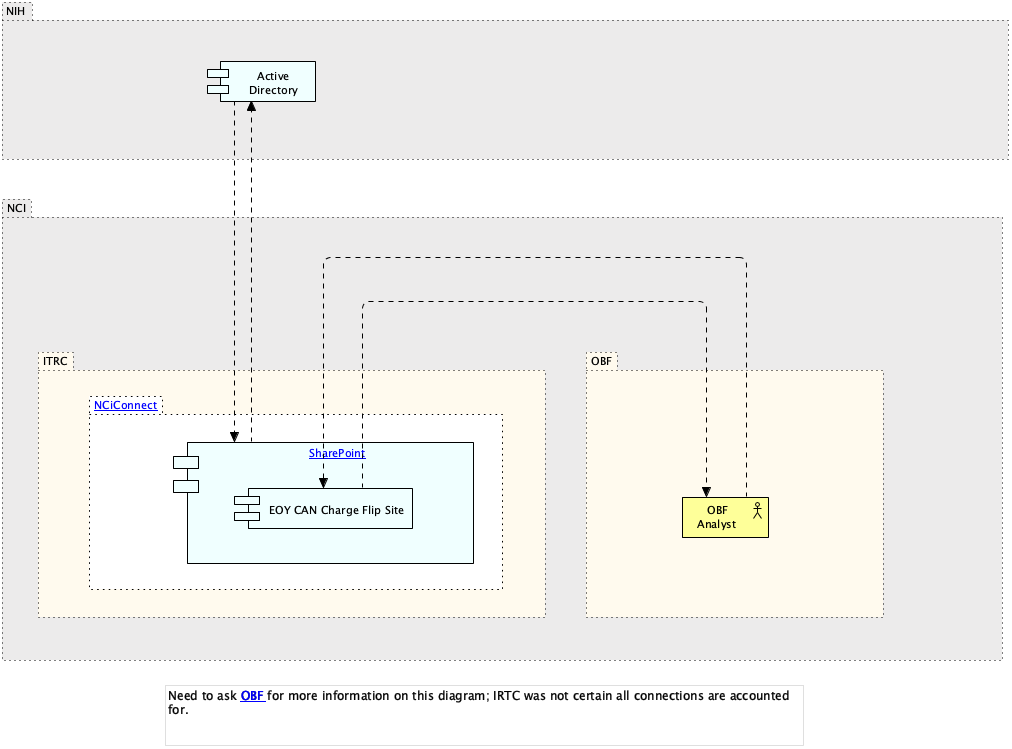 NIH
Active
Directory
NCI
ITRC
OBF
NCiConnect
SharePoint
EOY CAN Charge Flip Site
OBF
Analyst
Need to ask OBF for more information on this diagram; IRTC was not certain all connections are accounted
for.